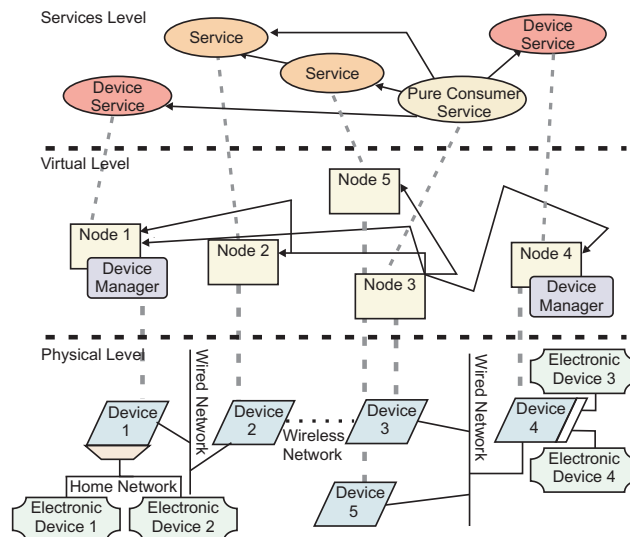 Services Level
Service
Device
Service
Service
Device
Service
Pure Consumer
Service
Virtual Level
Node 5
Node 1
Device
Manager
Node 2
Node 3
Node 4
Device
Manager
Physical Level
Wired Network
Wired Network
Electronic
Device 3
Device
1
Device
2
Wireless
Network
Device
3
Device
4
Home Network
Electronic
Device 1
Electronic
Device 2
Device
5
Electronic
Device 4